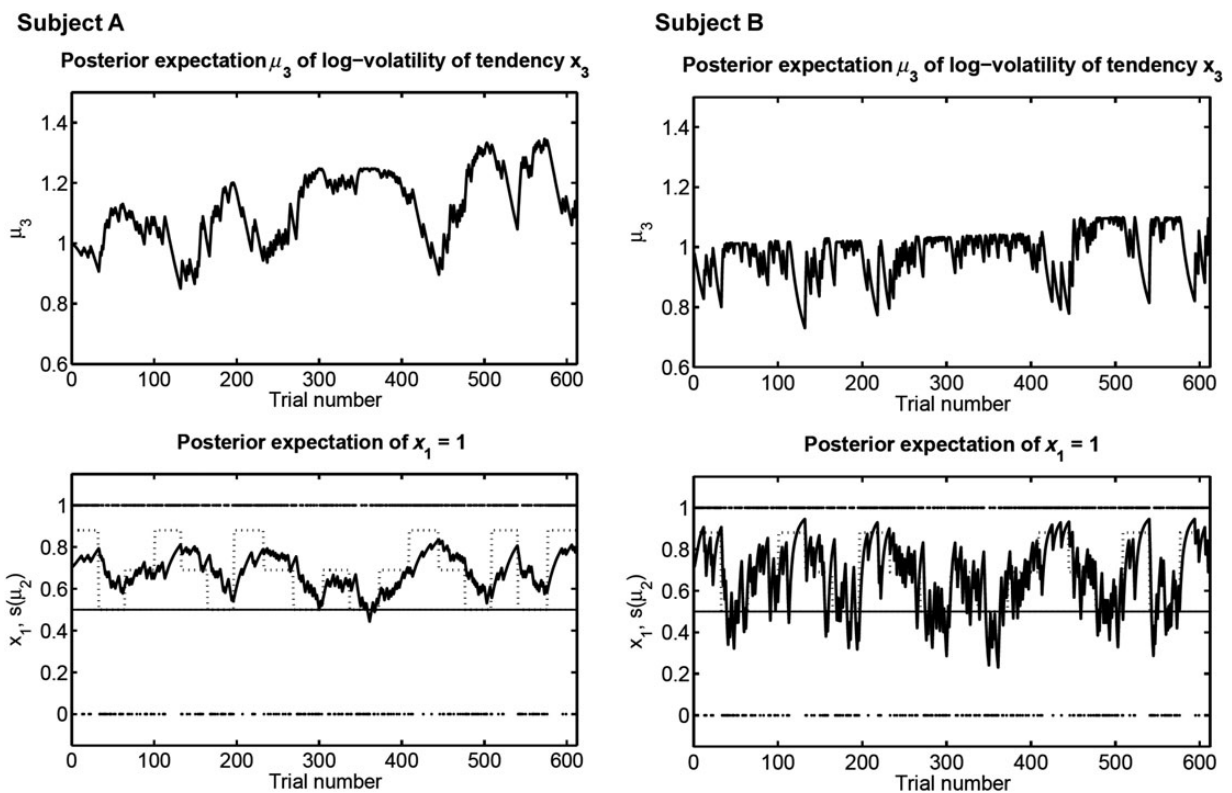 Subject A
Posterior expectation μ₃ of log−volatility of tendency x₃
μ₃
1.4
1.2
1
0.8
0.6
0 100 200 300 400 500 600
Trial number
Posterior expectation of x₁ = 1
x₁, s(μ₂)
1
0.8
0.6
0.4
0.2
0
0 100 200 300 400 500 600
Trial number
Subject B
Posterior expectation μ₃ of log−volatility of tendency x₃
μ₃
1.4
1.2
1
0.8
0.6
0 100 200 300 400 500 600
Trial number
Posterior expectation of x₁ = 1
x₁, s(μ₂)
1
0.8
0.6
0.4
0.2
0
0 100 200 300 400 500 600
Trial number